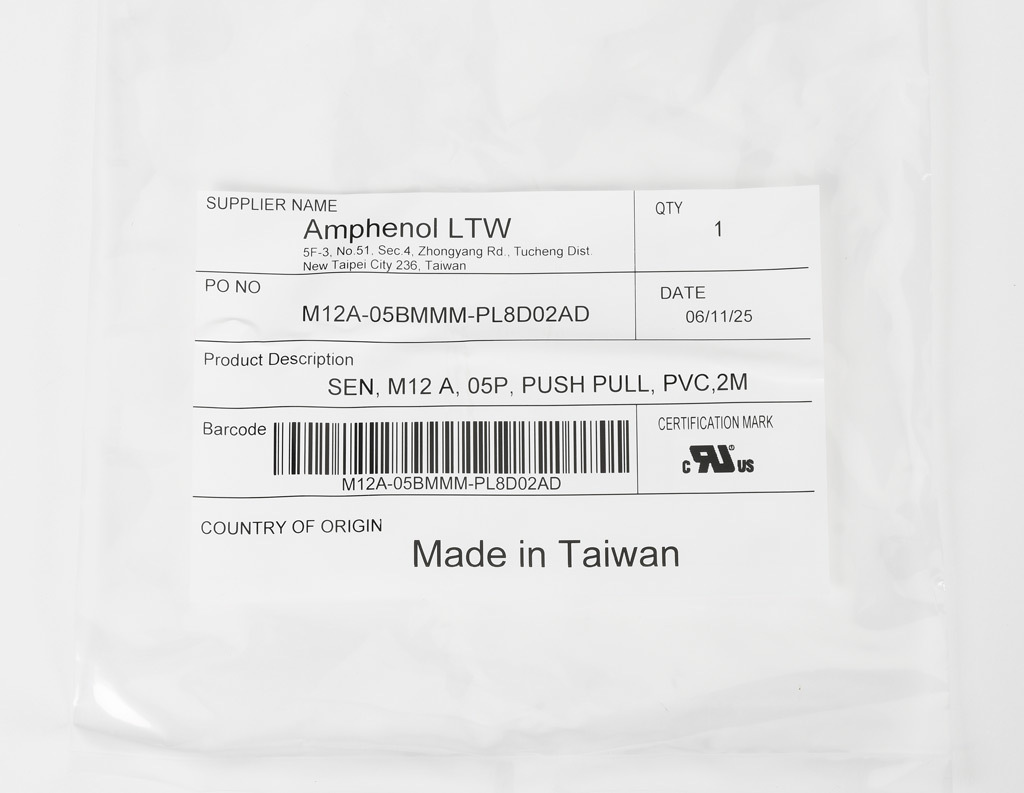 SUPPLIER NAME
Amphenol LTW
5F-3, No.51, Sec.4, Zhongyang Rd., Tucheng Dist.
New Taipei City 236, Taiwan
QTY
1
PO NO
M12A-05BMMM-PL8D02AD
DATE
06/11/25
Product Description
SEN, M12 A, 05P, PUSH PULL, PVC,2M
Barcode
M12A-05BMMM-PL8D02AD
CERTIFICATION MARK
c RU ® US
COUNTRY OF ORIGIN
Made in Taiwan